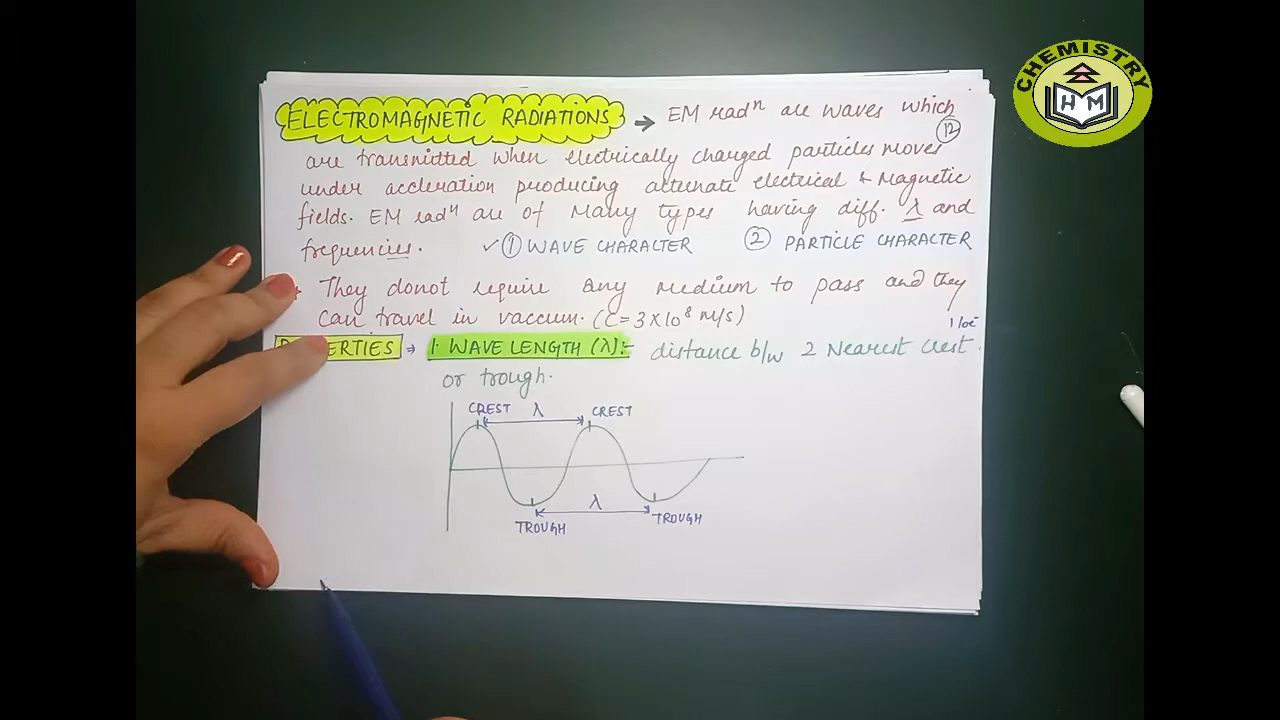 CHEMISTRY
HM
ELECTROMAGNETIC RADIATIONS → EM radⁿ are waves which
12
are transmitted when electrically charged particles moves
under accleration producing alternate electrical & Magnetic
fields. EM radⁿ are of Many types having diff. λ and
frequencies. ✓① WAVE CHARACTER ② PARTICLE CHARACTER
They donot require any medium to pass and they
can travel in vaccum. (C = 3 X 10⁸ m/s)
ERTIES → 1. WAVE LENGTH (λ):- distance b/w 2 Nearest crest
or trough.
CREST λ CREST
λ
TROUGH TROUGH